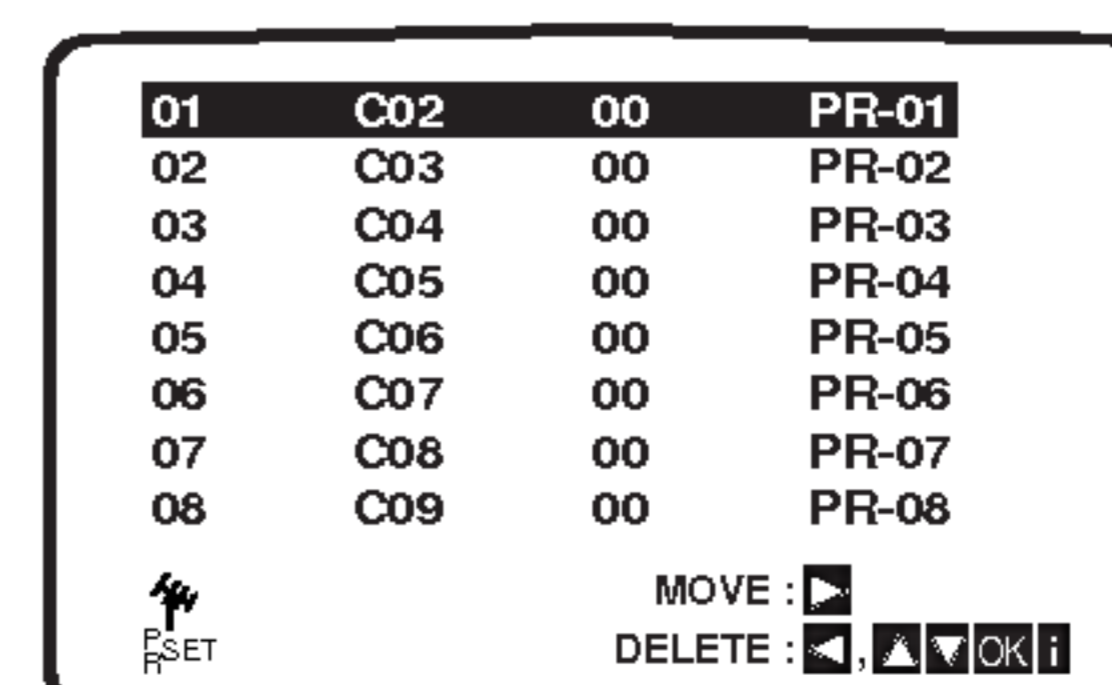 01 C02 00 PR-01
02 C03 00 PR-02
03 C04 00 PR-03
04 C05 00 PR-04
05 C06 00 PR-05
06 C07 00 PR-06
07 C08 00 PR-07
08 C09 00 PR-08
MOVE : ▷
PR SET DELETE : ◁ , △ ▽ OK i